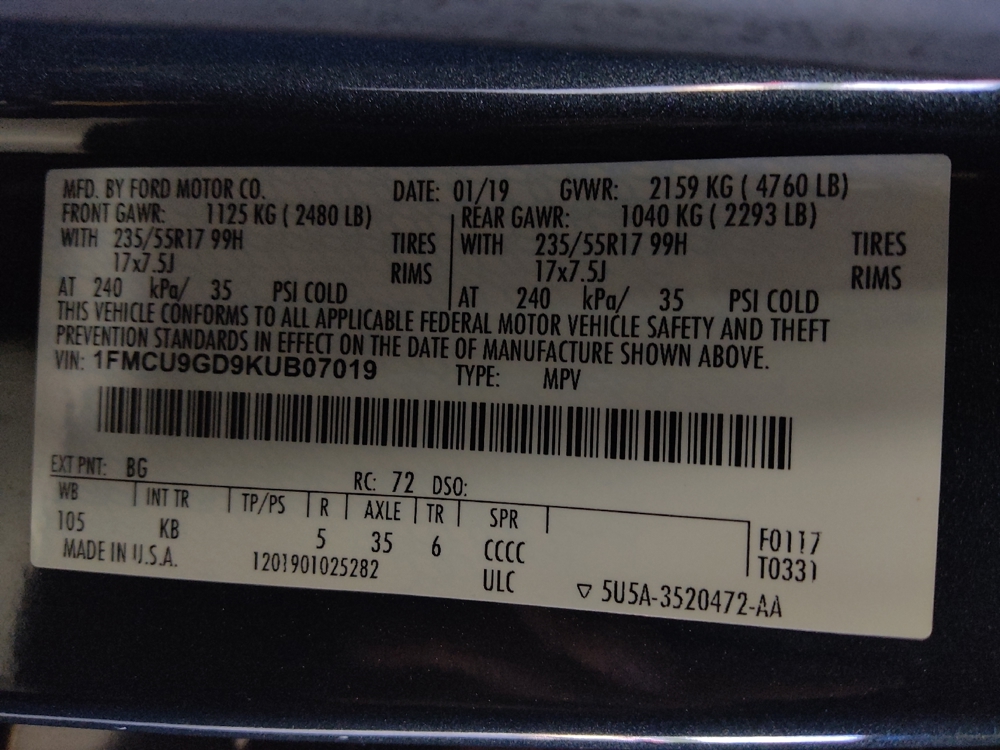 MFD. BY FORD MOTOR CO. DATE: 01/19 GVWR: 2159 KG ( 4760 LB)
FRONT GAWR: 1125 KG ( 2480 LB) REAR GAWR: 1040 KG ( 2293 LB)
WITH 235/55R17 99H TIRES WITH 235/55R17 99H TIRES
17x7.5J RIMS 17x7.5J RIMS
AT 240 kPa/ 35 PSI COLD AT 240 kPa/ 35 PSI COLD
THIS VEHICLE CONFORMS TO ALL APPLICABLE FEDERAL MOTOR VEHICLE SAFETY AND THEFT
PREVENTION STANDARDS IN EFFECT ON THE DATE OF MANUFACTURE SHOWN ABOVE.
VIN: 1FMCU9GD9KUB07019 TYPE: MPV
EXT PNT: BG RC: 72 DSO:
WB INT TR TP/PS R AXLE TR SPR
105 KB 5 35 6 CCCC F0117
MADE IN U.S.A. 1201901025282 ULC T0331
▽ 5U5A-3520472-AA